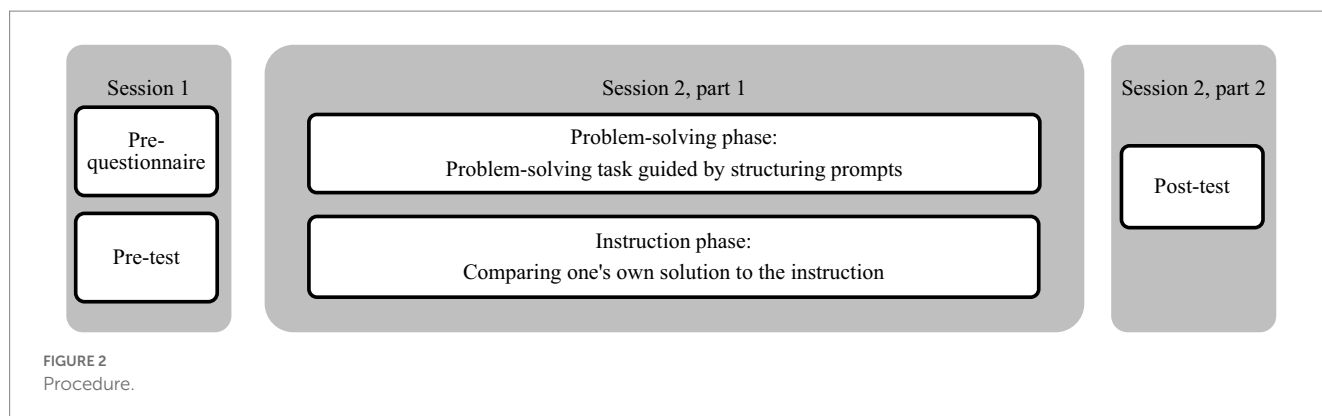 Session 1
Pre-
questionnaire
Pre-test
Session 2, part 1
Problem-solving phase:
Problem-solving task guided by structuring prompts
Instruction phase:
Comparing one's own solution to the instruction
Session 2, part 2
Post-test
FIGURE 2
Procedure.